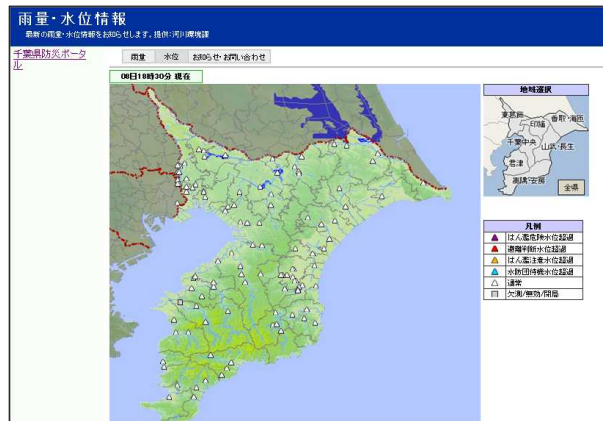 雨量・水位情報
最新の雨量・水位情報をお知らせします。提供:河川環境課
千葉県防災ポータル
雨量 水位 お知らせ・お問い合わせ
08日18時30分 現在
地域選択
東葛飾
印旛
香取・海匝
千葉中央
山武・長生
君津
夷隅・安房
全県
凡例
はん濫危険水位超過
避難判断水位超過
はん濫注意水位超過
水防団待機水位超過
通常
欠測/無効/閉局